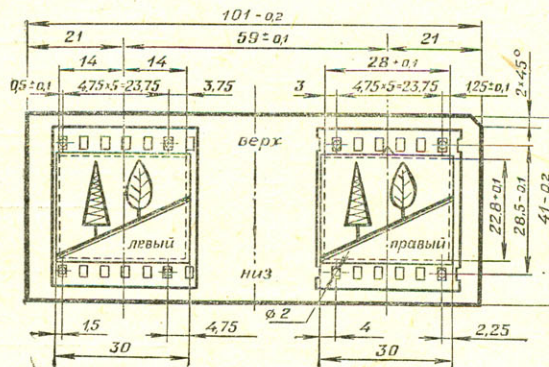 101-0,2
21 59±0,1 21
14 14 28+0,1
0,5±0,1 4,75×5=23,75 3,75 3 4,75×5=23,75 1,25±0,1
2×45°
верх
22,8+0,1
28,5-0,1
41-0,2
левый правый
низ
ø2
1,5 4,75 4 2,25
30 30